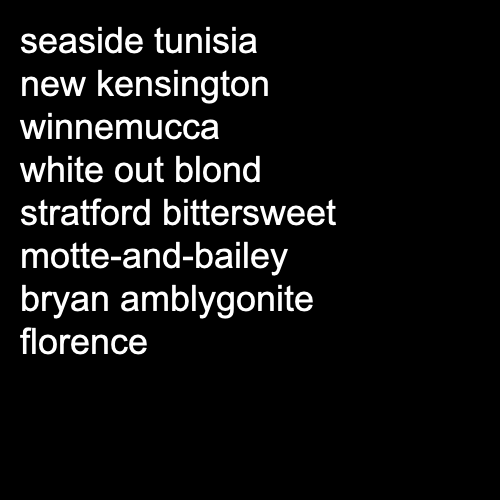 seaside tunisia
new kensington
winnemucca
white out blond
stratford bittersweet
motte-and-bailey
bryan amblygonite
florence